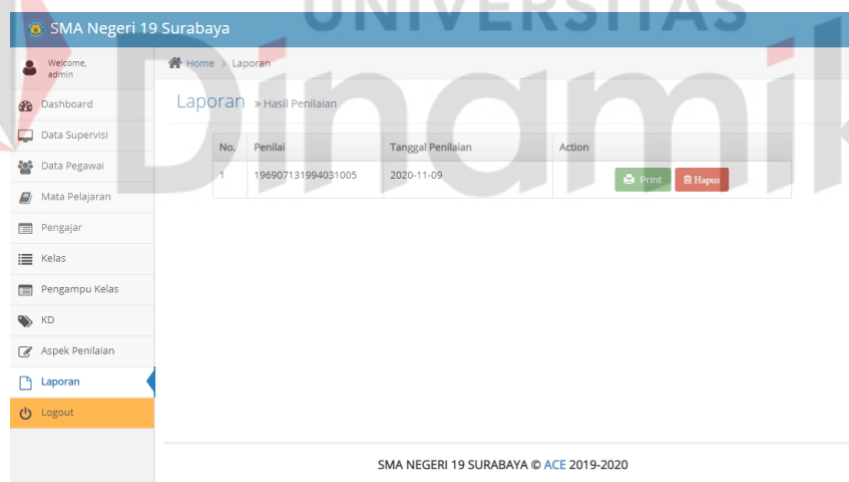 UNIVERSITAS
Dinamik
SMA Negeri 19 Surabaya
Welcome,
admin
Dashboard
Data Supervisi
Data Pegawai
Mata Pelajaran
Pengajar
Kelas
Pengampu Kelas
KD
Aspek Penilaian
Laporan
Logout
Home > Laporan
Laporan » Hasil Penilaian
No. Penilai Tanggal Penilaian Action
1 196907131994031005 2020-11-09 Print Hapus
SMA NEGERI 19 SURABAYA © ACE 2019-2020